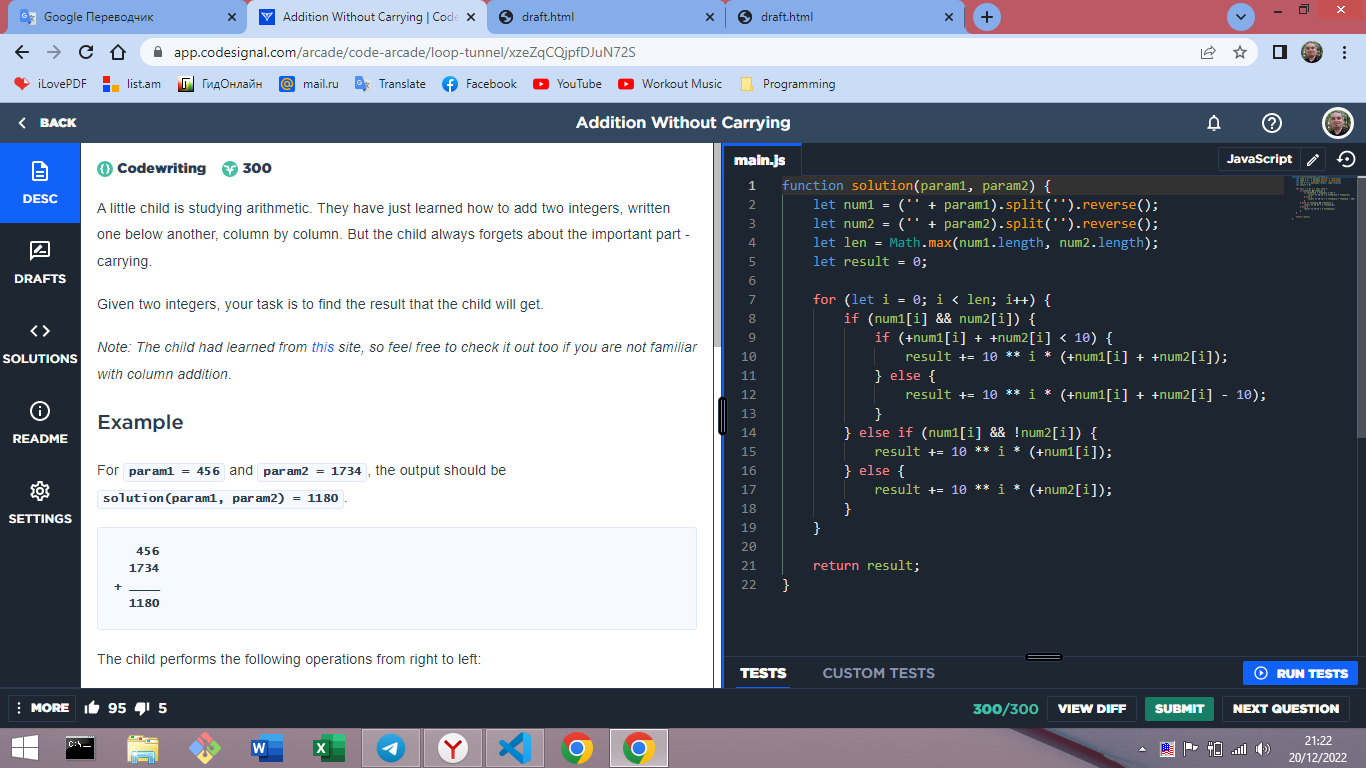 Google Переводчик
Addition Without Carrying | Code
draft.html
draft.html
app.codesignal.com/arcade/code-arcade/loop-tunnel/xzeZqCQjpfDJuN72S
iLovePDF list.am ГидОнлайн mail.ru Translate Facebook YouTube Workout Music Programming
BACK
Addition Without Carrying
DESC
DRAFTS
SOLUTIONS
README
SETTINGS
Codewriting 300
A little child is studying arithmetic. They have just learned how to add two integers, written
one below another, column by column. But the child always forgets about the important part -
carrying.
Given two integers, your task is to find the result that the child will get.
Note: The child had learned from this site, so feel free to check it out too if you are not familiar
with column addition.
Example
For param1 = 456 and param2 = 1734, the output should be
solution(param1, param2) = 1180.
456
1734
+ ____
1180
The child performs the following operations from right to left:
main.js
JavaScript
1 function solution(param1, param2) {
2 let num1 = ('' + param1).split('').reverse();
3 let num2 = ('' + param2).split('').reverse();
4 let len = Math.max(num1.length, num2.length);
5 let result = 0;
6
7 for (let i = 0; i < len; i++) {
8 if (num1[i] && num2[i]) {
9 if (+num1[i] + +num2[i] < 10) {
10 result += 10 ** i * (+num1[i] + +num2[i]);
11 } else {
12 result += 10 ** i * (+num1[i] + +num2[i] - 10);
13 }
14 } else if (num1[i] && !num2[i]) {
15 result += 10 ** i * (+num1[i]);
16 } else {
17 result += 10 ** i * (+num2[i]);
18 }
19 }
20
21 return result;
22 }
TESTS CUSTOM TESTS RUN TESTS
MORE 95 5
300/300 VIEW DIFF SUBMIT NEXT QUESTION
21:22
20/12/2022